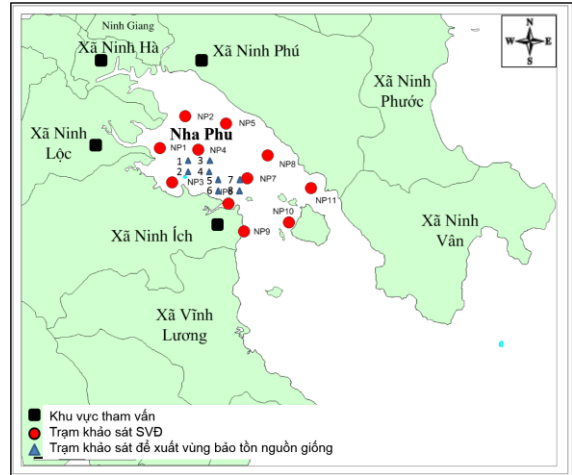 Ninh Giang
Xã Ninh Hà
Xã Ninh Phú
N
W E
S
Xã Ninh
Phước
Xã Ninh
Lộc
NP2
NP5
Nha Phu
NP1
NP4
NP8
1 3
2 4
NP3
5 7
NP7
6 8
NP11
NP10
NP9
Xã Ninh Ích
Xã Ninh
Vân
Xã Vĩnh
Lương
Khu vực tham vấn
Trạm khảo sát SVĐ
Trạm khảo sát để xuất vùng bảo tồn nguồn giống